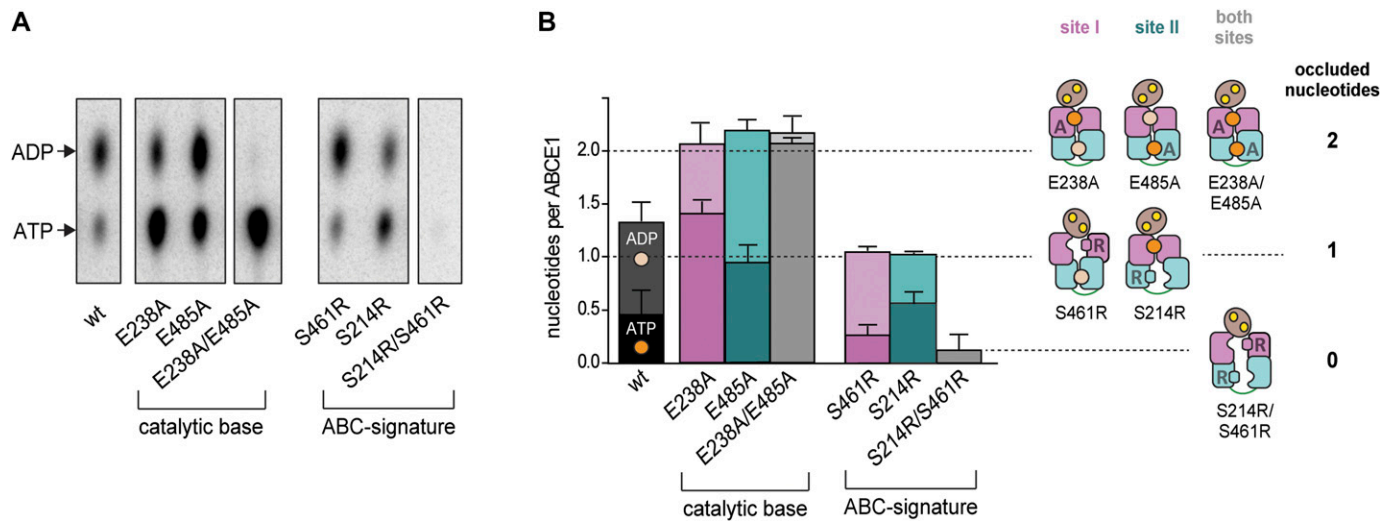 A
ADP
ATP
wt
E238A
E485A
E238A/E485A
S461R
S214R
S214R/S461R
catalytic base
ABC-signature
B
nucleotides per ABCE1
2.0
1.5
1.0
0.5
0.0
ADP
ATP
wt
E238A
E485A
E238A/E485A
S461R
S214R
S214R/S461R
catalytic base
ABC-signature
site I
site II
both
sites
occluded
nucleotides
A
A
A
A
2
E238A
E485A
E238A/
E485A
R
R
1
S461R
S214R
R
R
0
S214R/
S461R